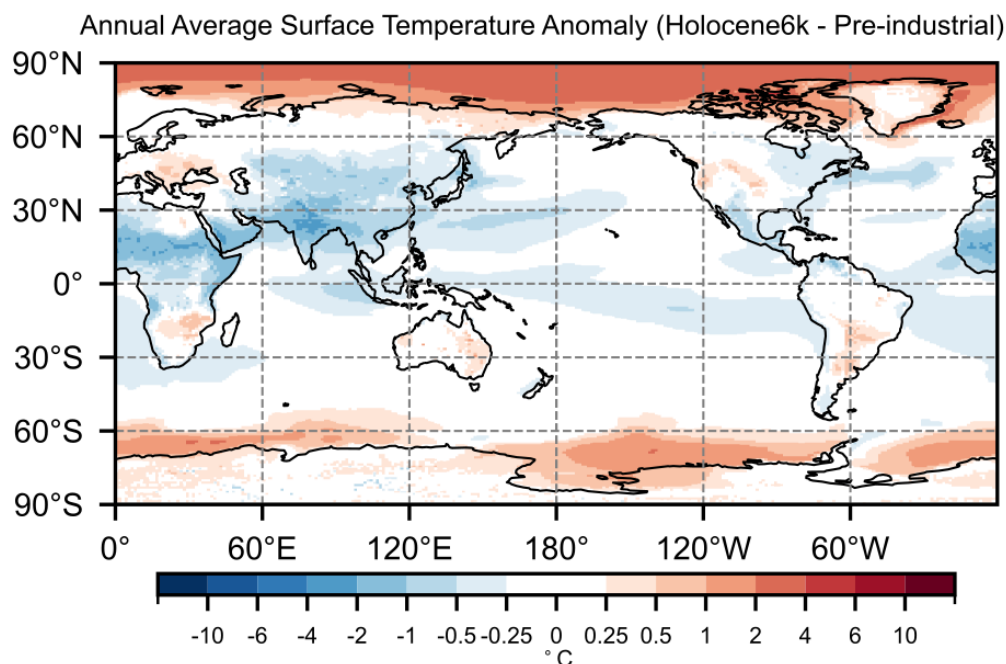 Annual Average Surface Temperature Anomaly (Holocene6k - Pre-industrial)
90°N
60°N
30°N
0°
30°S
60°S
90°S
0° 60°E 120°E 180° 120°W 60°W
-10 -6 -4 -2 -1 -0.5 -0.25 0 0.25 0.5 1 2 4 6 10
° C